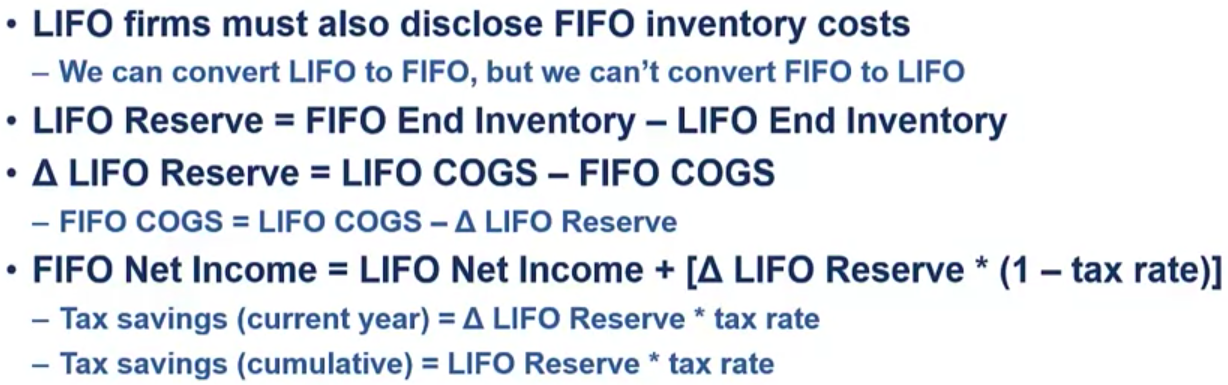 • LIFO firms must also disclose FIFO inventory costs
– We can convert LIFO to FIFO, but we can't convert FIFO to LIFO
• LIFO Reserve = FIFO End Inventory – LIFO End Inventory
• Δ LIFO Reserve = LIFO COGS – FIFO COGS
– FIFO COGS = LIFO COGS – Δ LIFO Reserve
• FIFO Net Income = LIFO Net Income + [Δ LIFO Reserve * (1 – tax rate)]
– Tax savings (current year) = Δ LIFO Reserve * tax rate
– Tax savings (cumulative) = LIFO Reserve * tax rate